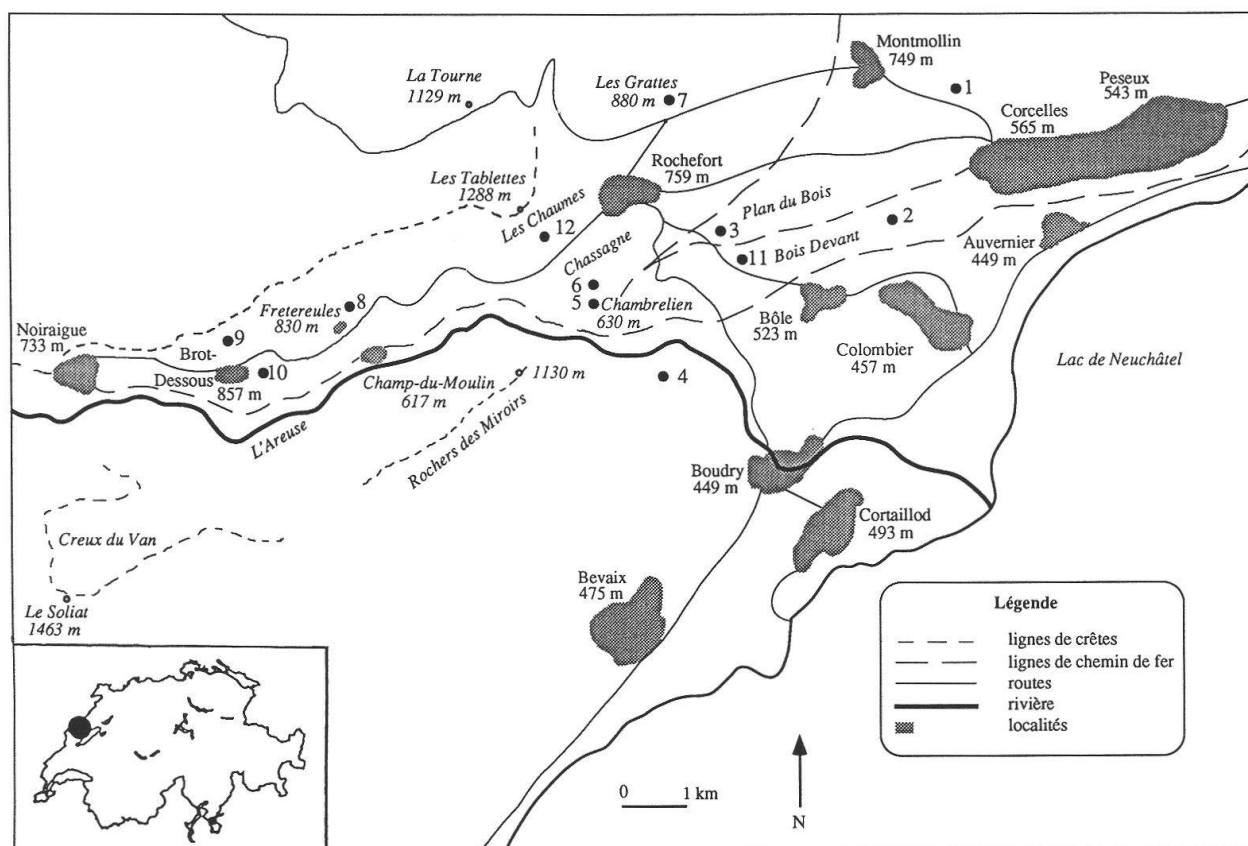 Montmollin
749 m
1
Peseux
543 m
La Tourne
1129 m
Les Grattes
880 m
7
Corcelles
565 m
Rochefort
759 m
Les Tablettes
1288 m
Les Chaumes
12
Plan du Bois
3
2
Bois Devant
11
Auvernier
449 m
Chassagne
6
5
Chambrelien
630 m
Fretereules
830 m
8
Noiraigue
733 m
9
Brot-
Dessous
857 m
10
Bôle
523 m
Colombier
457 m
Lac de Neuchâtel
Champ-du-Moulin
617 m
1130 m
4
L'Areuse
Rochers des Miroirs
Boudry
449 m
Cortaillod
493 m
Creux du Van
Le Soliat
1463 m
Bevaix
475 m
Légende
lignes de crêtes
lignes de chemin de fer
routes
rivière
localités
0 1 km
N